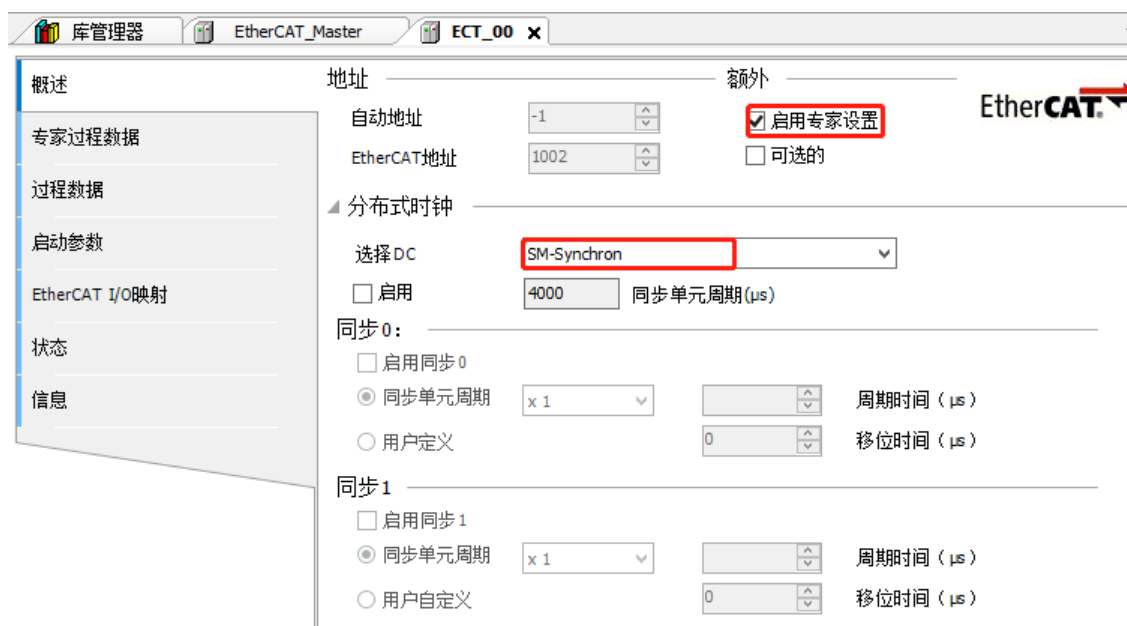 库管理器 EtherCAT_Master ECT_00
概述
专家过程数据
过程数据
启动参数
EtherCAT I/O映射
状态
信息
地址 额外
自动地址 -1 启用专家设置
EtherCAT地址 1002 可选的
EtherCAT.
分布式时钟
选择DC SM-Synchron
启用 4000 同步单元周期(μs)
同步0:
启用同步0
同步单元周期 x 1 周期时间(μs)
用户定义 0 移位时间(μs)
同步1
启用同步1
同步单元周期 x 1 周期时间(μs)
用户自定义 0 移位时间(μs)